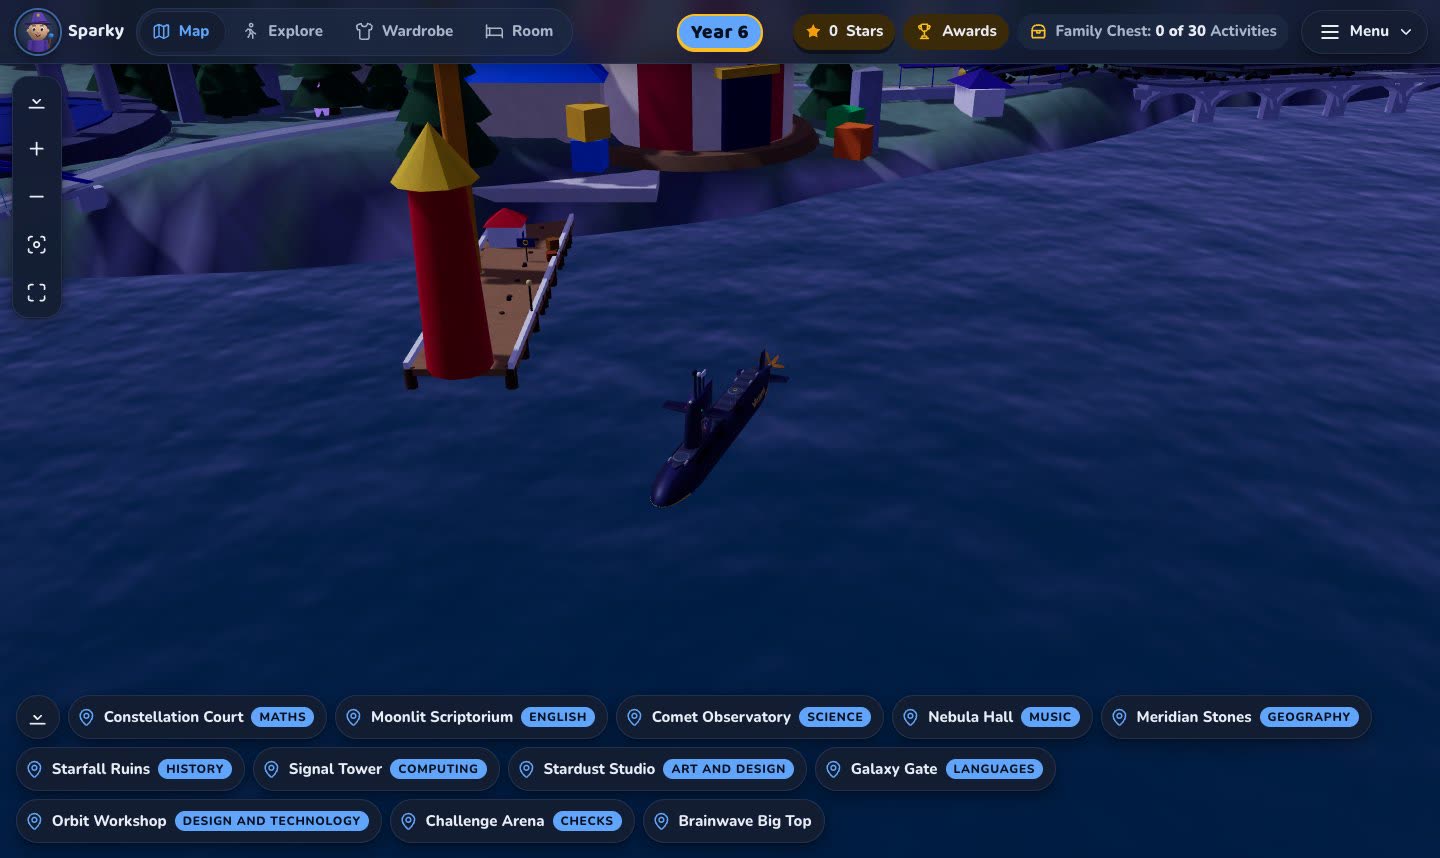 Sparky
Map
Explore
Wardrobe
Room
Year 6
0 Stars
Awards
Family Chest: 0 of 30 Activities
Menu
Constellation Court MATHS
Moonlit Scriptorium ENGLISH
Comet Observatory SCIENCE
Nebula Hall MUSIC
Meridian Stones GEOGRAPHY
Starfall Ruins HISTORY
Signal Tower COMPUTING
Stardust Studio ART AND DESIGN
Galaxy Gate LANGUAGES
Orbit Workshop DESIGN AND TECHNOLOGY
Challenge Arena CHECKS
Brainwave Big Top